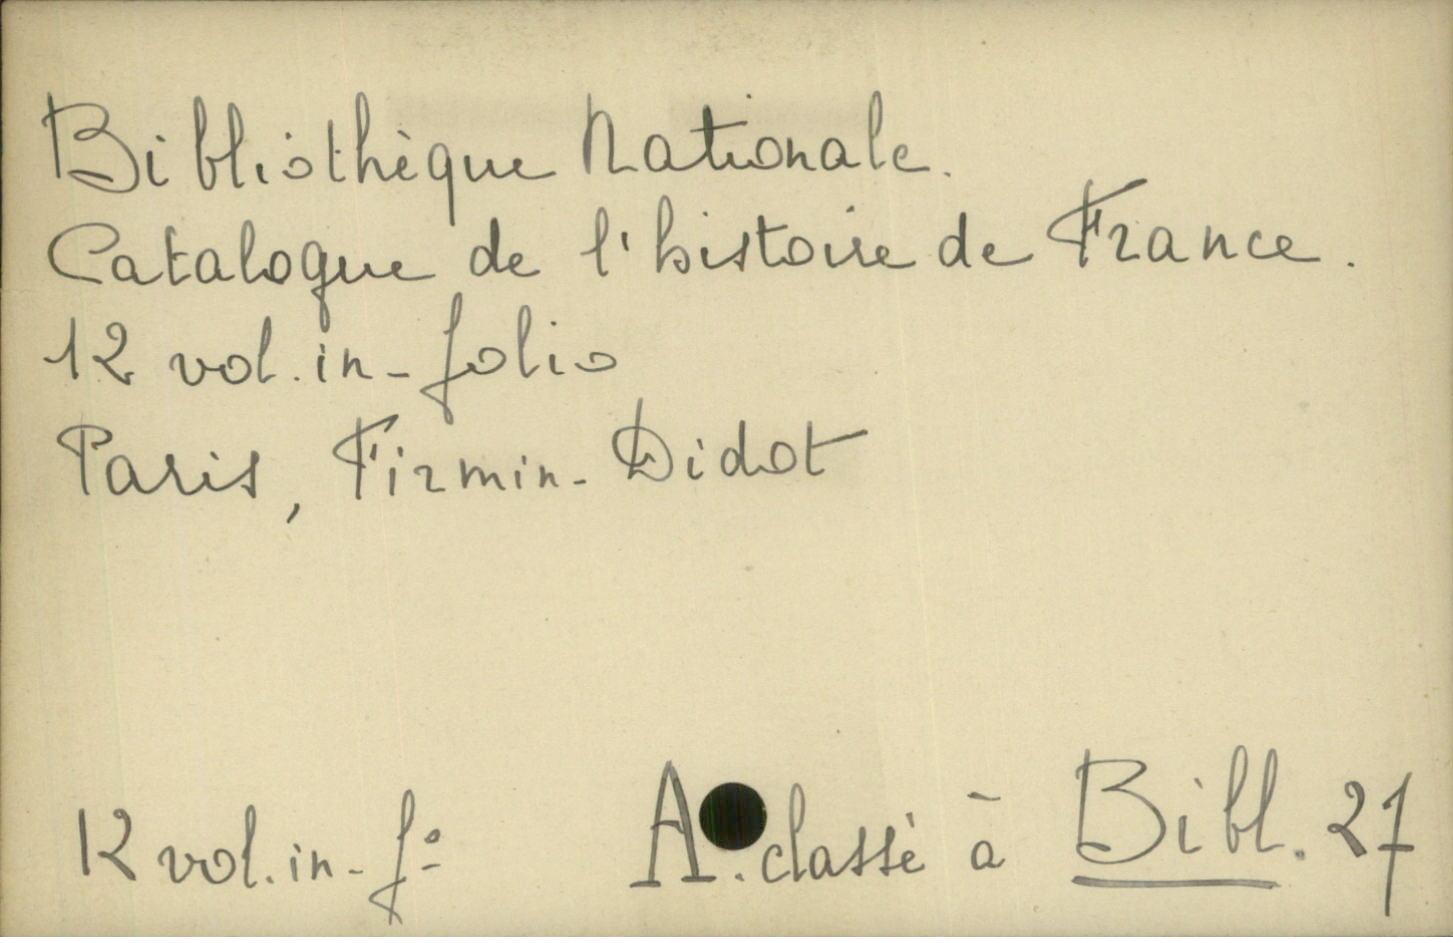 Bibliothèque Nationale.
Catalogue de l'histoire de France.
12 vol. in-folio
Paris, Firmin-Didot
12 vol. in-fº A. classé à Bibl. 27